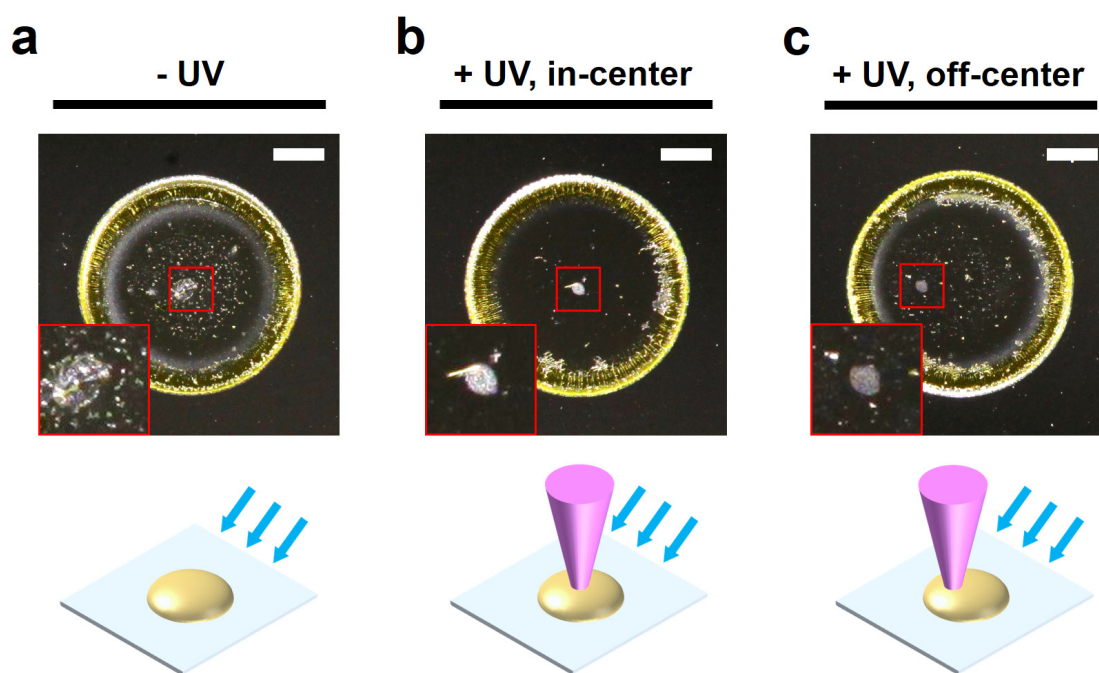 a
- UV
b
+ UV, in-center
c
+ UV, off-center